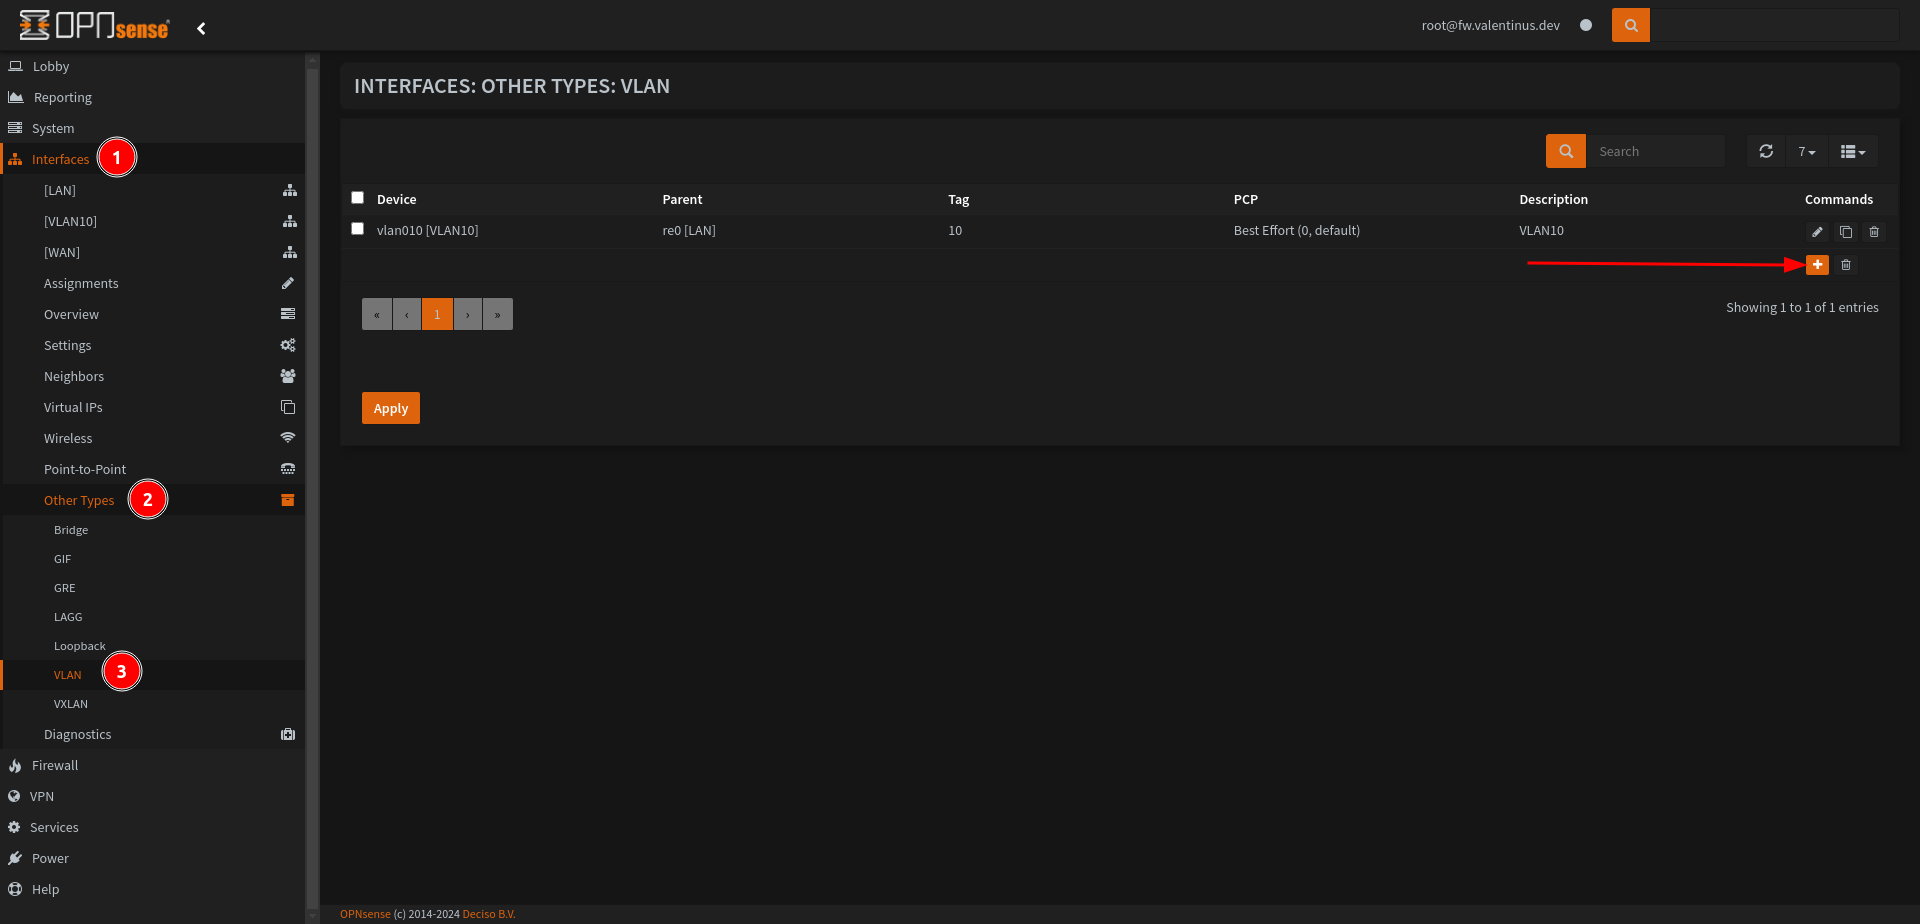 OPNsense
root@fw.valentinus.dev
Lobby
Reporting
System
Interfaces 1
[LAN]
[VLAN10]
[WAN]
Assignments
Overview
Settings
Neighbors
Virtual IPs
Wireless
Point-to-Point
Other Types 2
Bridge
GIF
GRE
LAGG
Loopback
VLAN 3
VXLAN
Diagnostics
Firewall
VPN
Services
Power
Help
INTERFACES: OTHER TYPES: VLAN
Search 7
Device Parent Tag PCP Description Commands
vlan010 [VLAN10] re0 [LAN] 10 Best Effort (0, default) VLAN10
« ‹ 1 › »
Showing 1 to 1 of 1 entries
Apply
OPNsense (c) 2014-2024 Deciso B.V.